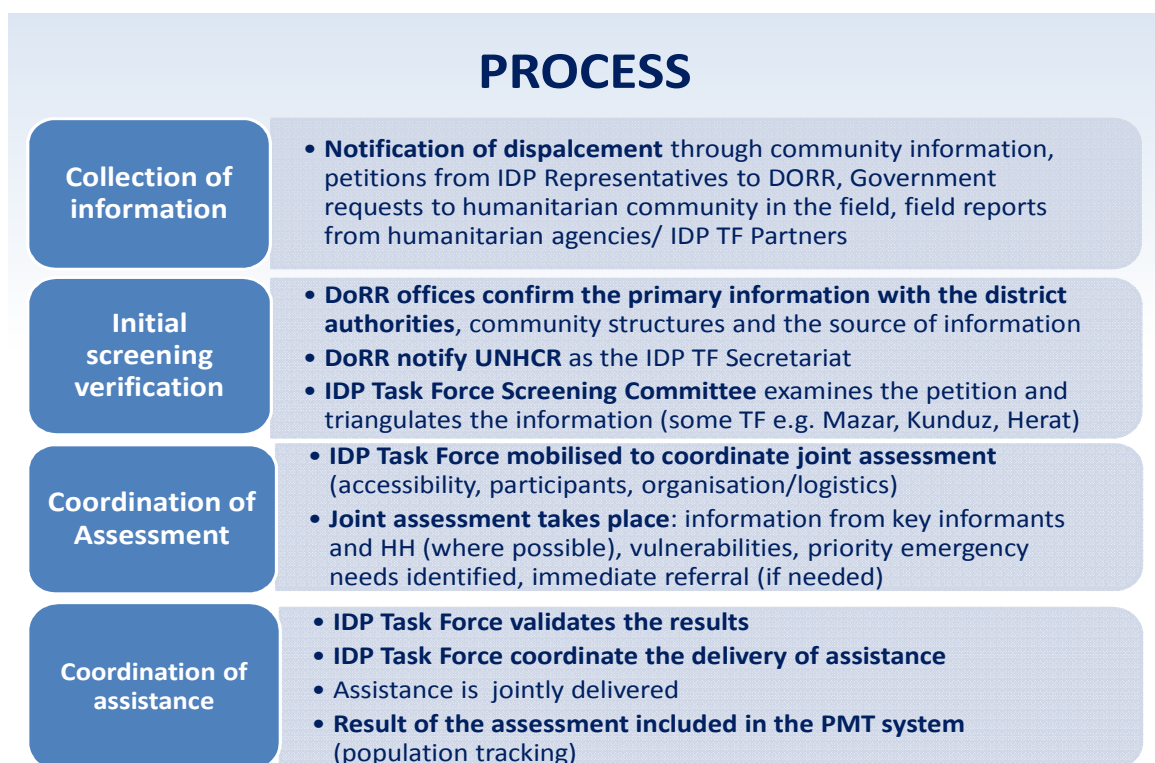 PROCESS
Collection of
information
• Notification of dispalcement through community information,
petitions from IDP Representatives to DORR, Government
requests to humanitarian community in the field, field reports
from humanitarian agencies/ IDP TF Partners
Initial
screening
verification
• DoRR offices confirm the primary information with the district
authorities, community structures and the source of information
• DoRR notify UNHCR as the IDP TF Secretariat
• IDP Task Force Screening Committee examines the petition and
triangulates the information (some TF e.g. Mazar, Kunduz, Herat)
Coordination of
Assessment
• IDP Task Force mobilised to coordinate joint assessment
(accessibility, participants, organisation/logistics)
• Joint assessment takes place: information from key informants
and HH (where possible), vulnerabilities, priority emergency
needs identified, immediate referral (if needed)
Coordination of
assistance
• IDP Task Force validates the results
• IDP Task Force coordinate the delivery of assistance
• Assistance is jointly delivered
• Result of the assessment included in the PMT system
(population tracking)